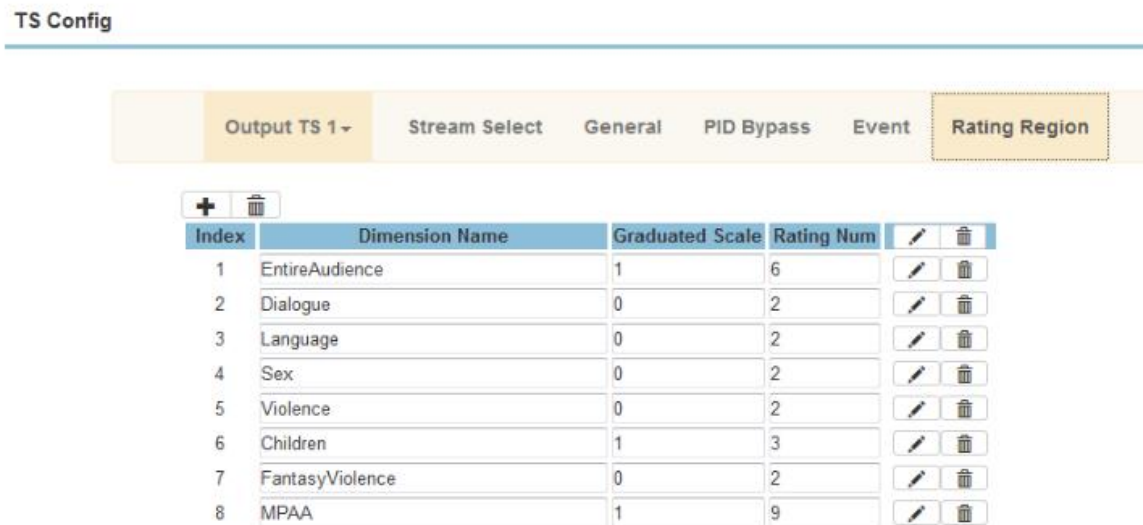 TS Config
Output TS 1 Stream Select General PID Bypass Event Rating Region
Index Dimension Name Graduated Scale Rating Num
1 EntireAudience 1 6
2 Dialogue 0 2
3 Language 0 2
4 Sex 0 2
5 Violence 0 2
6 Children 1 3
7 FantasyViolence 0 2
8 MPAA 1 9